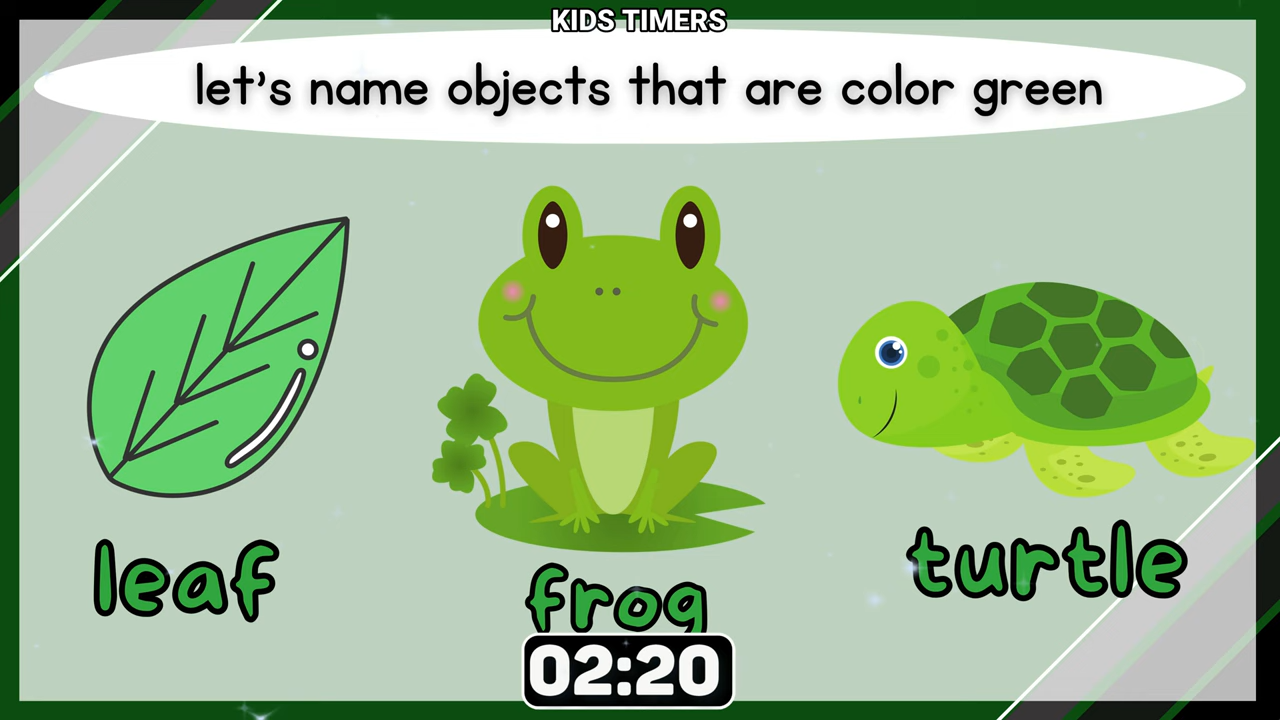 KIDS TIMERS
let's name objects that are color green
leaf
frog
turtle
02:20